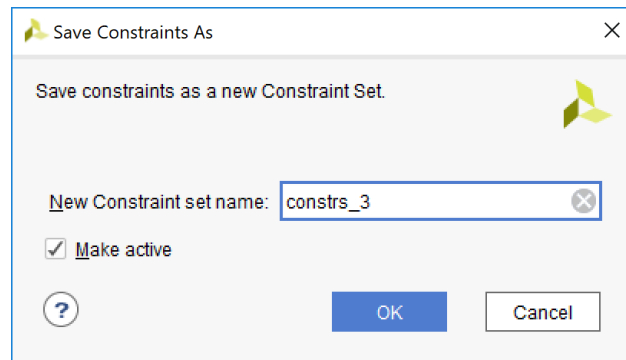 Save Constraints As
Save constraints as a new Constraint Set.
New Constraint set name: constrs_3
Make active
? OK Cancel